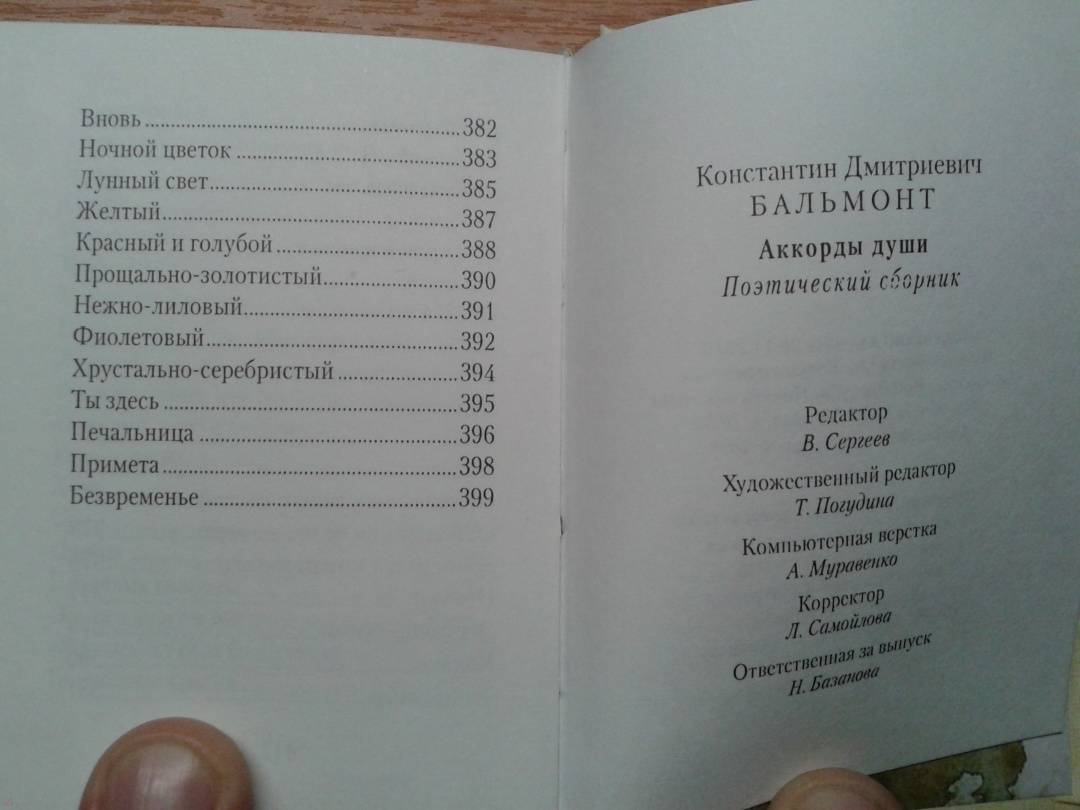 Вновь 382
Ночной цветок 383
Лунный свет 385
Желтый 387
Красный и голубой 388
Прощально-золотистый 390
Нежно-лиловый 391
Фиолетовый 392
Хрустально-серебристый 394
Ты здесь 395
Печальница 396
Примета 398
Безвременье 399
Константин Дмитриевич
БАЛЬМОНТ
Аккорды души
Поэтический сборник
Редактор
В. Сергеев
Художественный редактор
Т. Погудина
Компьютерная верстка
А. Муравенко
Корректор
Л. Самойлова
Ответственная за выпуск
Н. Базанова